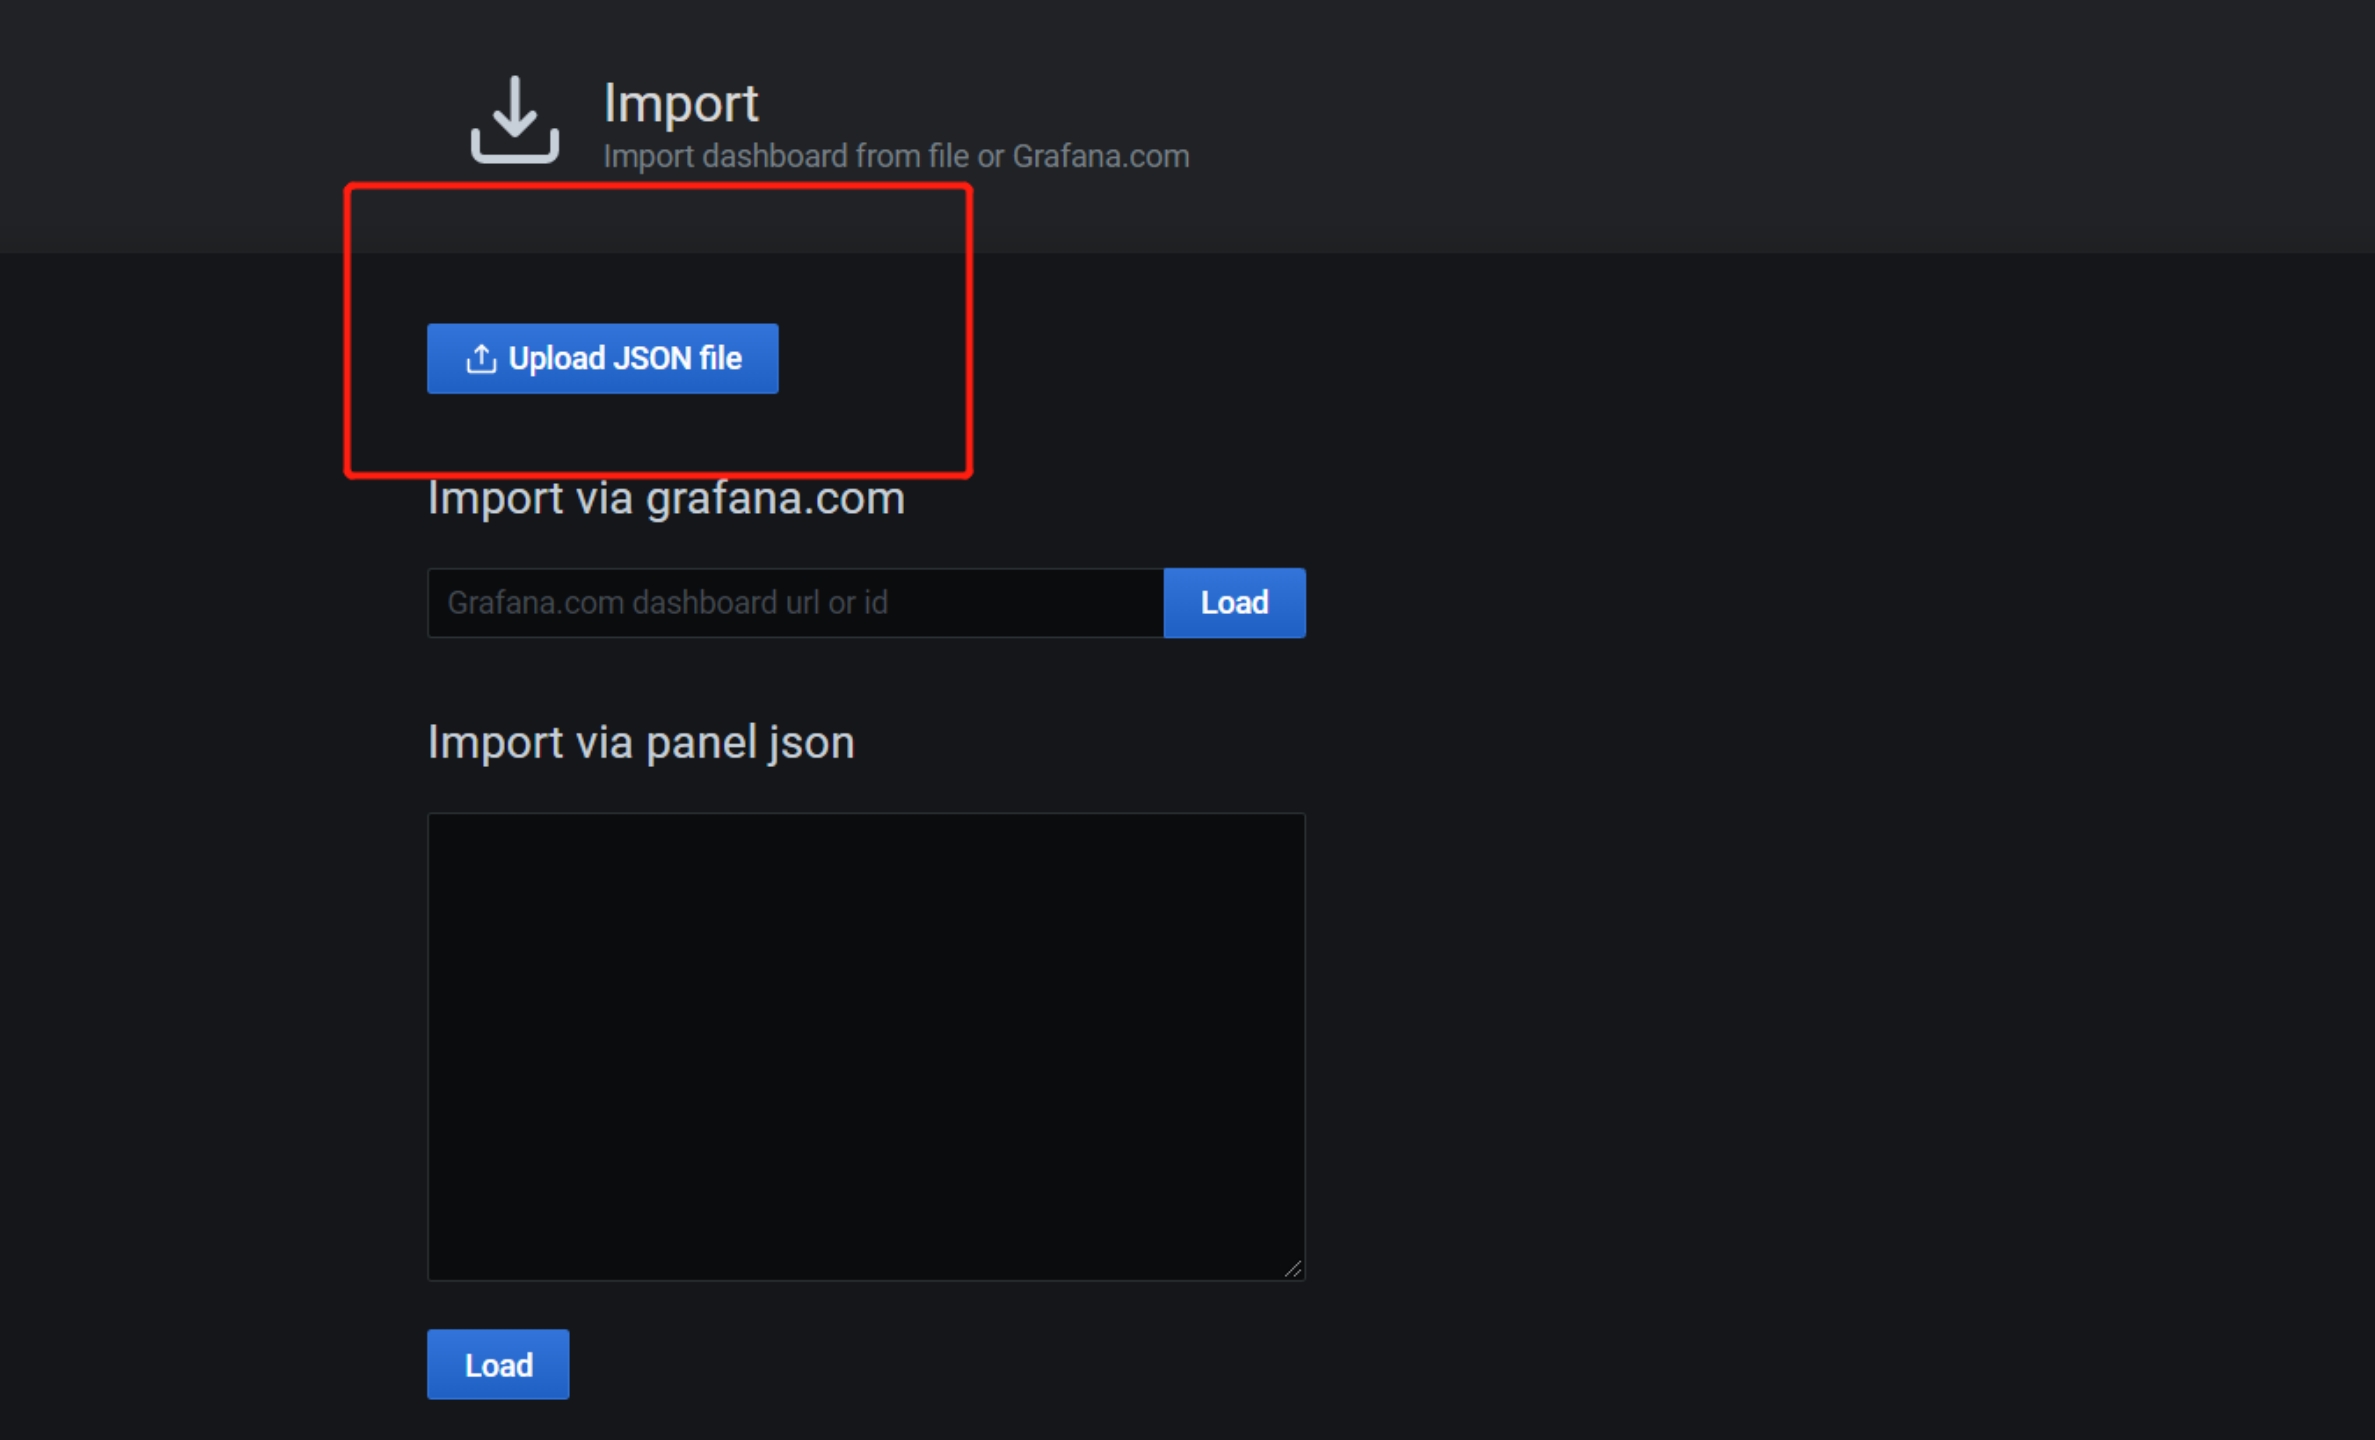 Import
Import dashboard from file or Grafana.com
Upload JSON file
Import via grafana.com
Grafana.com dashboard url or id
Load
Import via panel json
Load